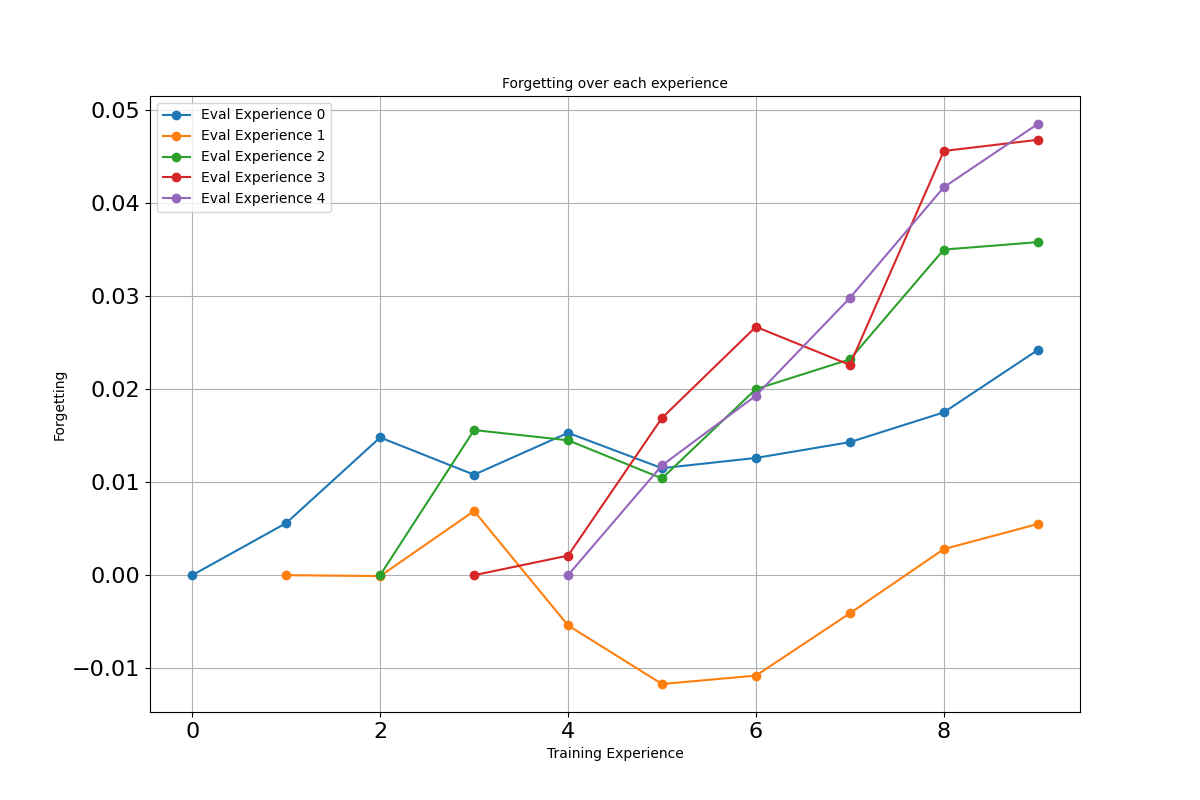 Forgetting over each experience
Eval Experience 0
Eval Experience 1
Eval Experience 2
Eval Experience 3
Eval Experience 4
0.05
0.04
0.03
0.02
0.01
0.00
−0.01
Forgetting
0 2 4 6 8
Training Experience